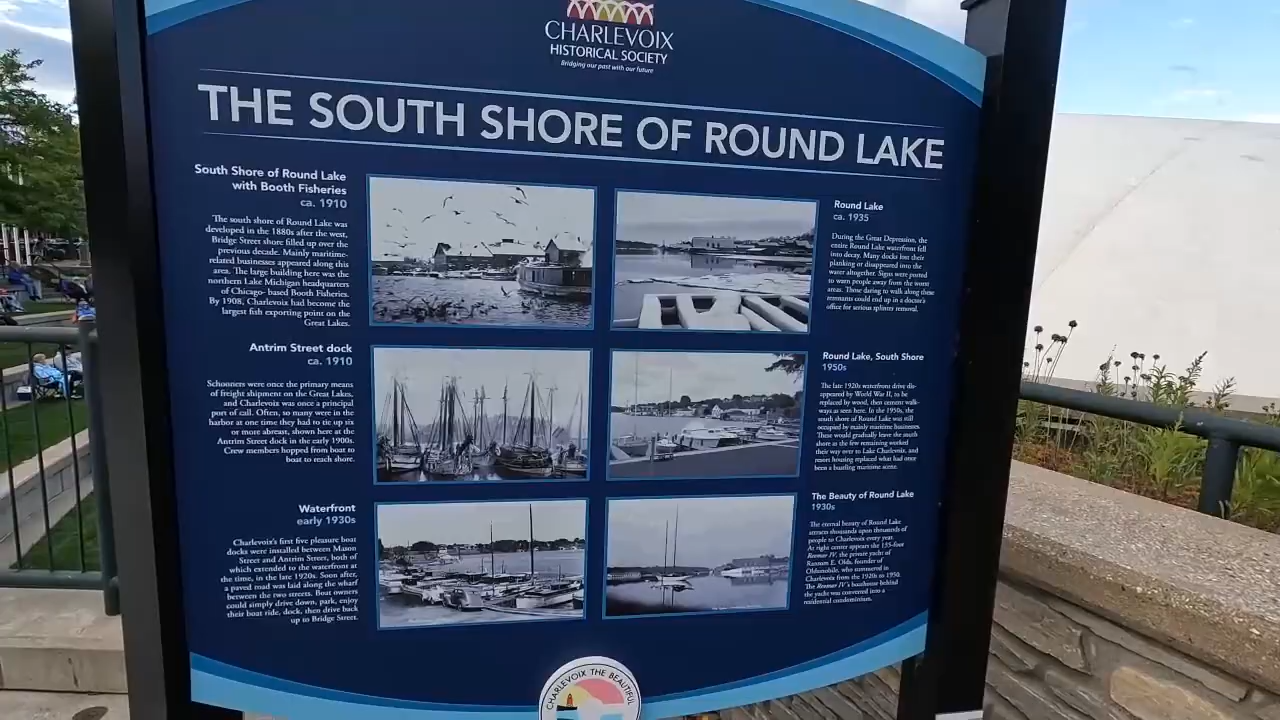 CHARLEVOIX
HISTORICAL SOCIETY
Bridging our past with our future
THE SOUTH SHORE OF ROUND LAKE
South Shore of Round Lake
with Booth Fisheries
ca. 1910
The south shore of Round Lake was
developed in the 1880s after the west,
Bridge Street shore filled up over the
previous decade. Mainly maritime-
related businesses appeared along this
area. The large building here was the
northern Lake Michigan headquarters
of Chicago- based Booth Fisheries.
By 1908, Charlevoix had become the
largest fish exporting point on the
Great Lakes.
Antrim Street dock
ca. 1910
Schooners were once the primary means
of freight shipment on the Great Lakes,
and Charlevoix was once a principal
port of call. Often, so many were in the
harbor at one time they had to tie up six
or more abreast, shown here at the
Antrim Street dock in the early 1900s.
Crew members hopped from boat to
boat to reach shore.
Waterfront
early 1930s
Charlevoix's first five pleasure boat
docks were installed between Mason
Street and Antrim Street, both of
which extended to the waterfront at
the time, in the late 1920s. Soon after,
a paved road was laid along the wharf
between the two streets. Boat owners
could simply drive down, park, enjoy
their boat ride, dock, then drive back
up to Bridge Street.
Round Lake
ca. 1935
During the Great Depression, the
entire Round Lake waterfront fell
into decay. Many docks lost their
planking or disappeared into the
water altogether. Signs were posted
to warn people away from the worst
areas. Those daring to walk along these
remnants could end up in a doctor's
office for serious splinter removal.
Round Lake, South Shore
1950s
The late 1920s waterfront drive dis-
appeared by World War II, to be
replaced by wood, then cement walk-
ways as seen here. In the 1950s, the
south shore of Round Lake was still
occupied by mainly maritime businesses.
These would gradually leave the south
shore as the few remaining worked
their way over to Lake Charlevoix, and
resort housing replaced what had once
been a bustling maritime scene.
The Beauty of Round Lake
1930s
The eternal beauty of Round Lake
attracts thousands upon thousands of
people to Charlevoix every year.
At right center appears the 155-foot
Reomar IV, the private yacht of
Ransom E. Olds, founder of
Oldsmobile, who summered in
Charlevoix from the 1920s to 1950.
The Reomar IV's boathouse behind
the yacht was converted into a
residential condominium.
CHARLEVOIX THE BEAUTIFUL